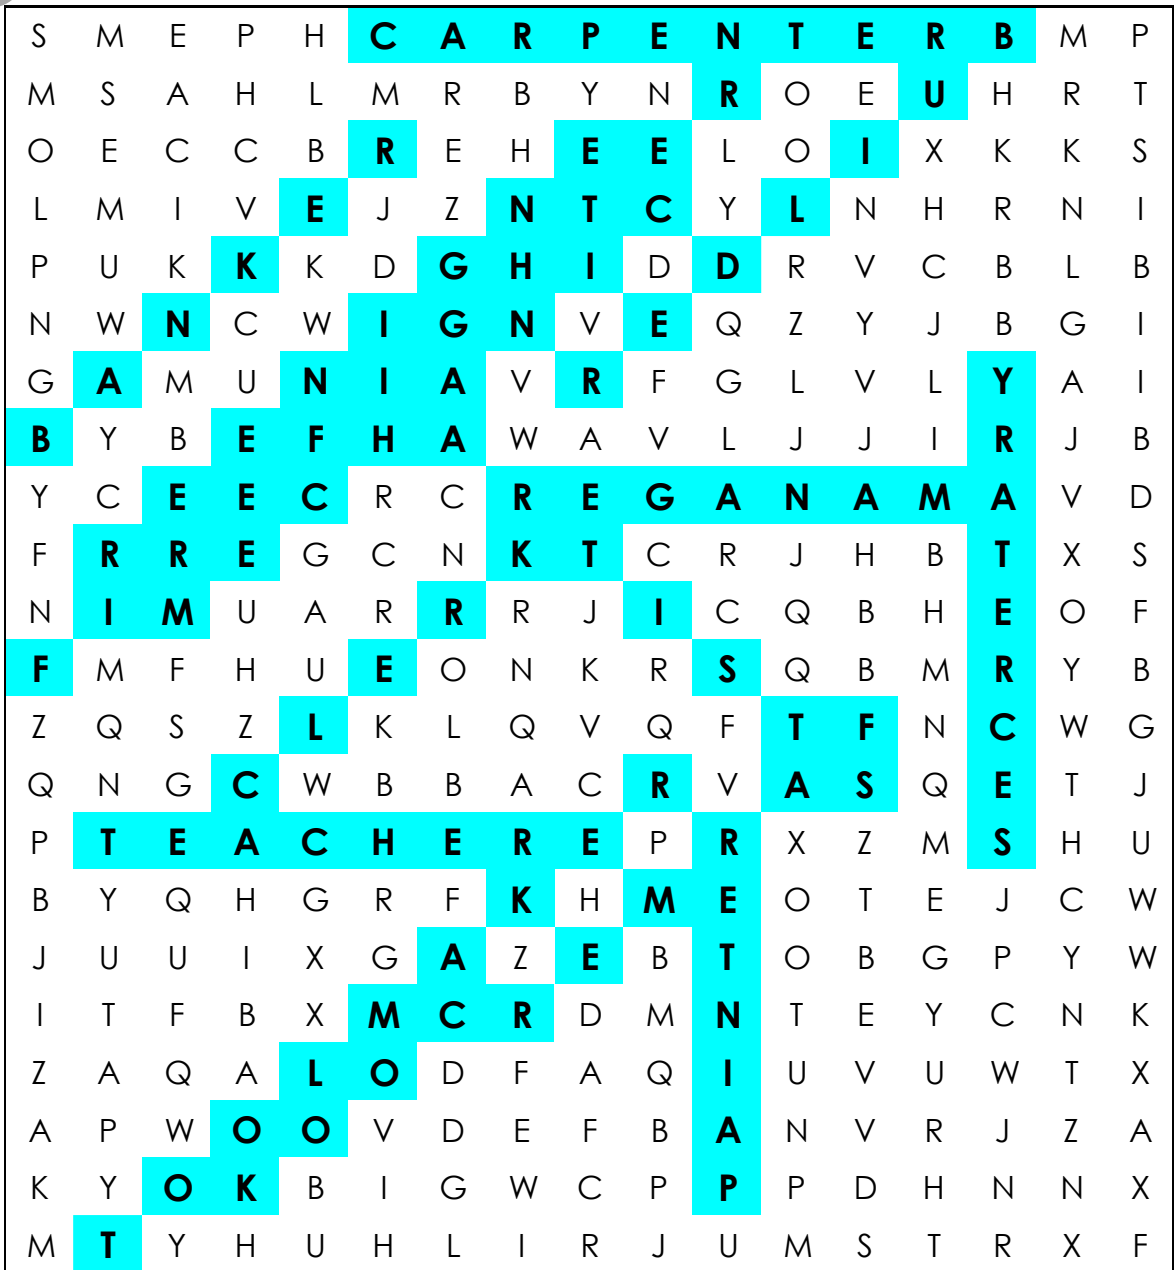 S M E P H C A R P E N T E R B M P
M S A H L M R B Y N R O E U H R T
O E C C B R E H E E L O I X K K S
L M I V E J Z N T C Y L N H R N I
P U K K K D G H I D D R V C B L B
N W N C W I G N V E Q Z Y J B G I
G A M U N I A V R F G L V L Y A I
B Y B E F H A W A V L J J I R J B
Y C E E C R C R E G A N A M A V D
F R R E G C N K T C R J H B T X S
N I M U A R R R J I C Q B H E O F
F M F H U E O N K R S Q B M R Y B
Z Q S Z L K L Q V Q F T F N C W G
Q N G C W B B A C R V A S Q E T J
P T E A C H E R E P R X Z M S H U
B Y Q H G R F K H M E O T E J C W
J U U I X G A Z E B T O B G P Y W
I T F B X M C R D M N T E Y C N K
Z A Q A L O D F A Q I U V U W T X
A P W O O V D E F B A N V R J Z A
K Y O K B I G W C P P P D H N N X
M T Y H U H L I R J U M S T R X F